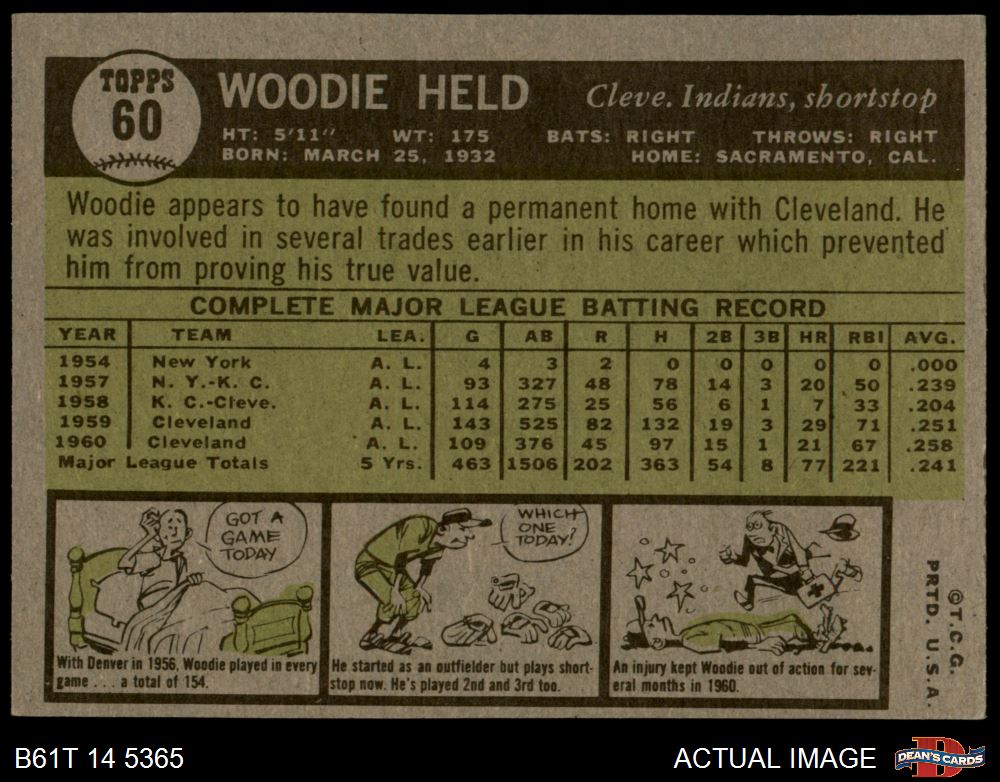 TOPPS
60
WOODIE HELD
Cleve. Indians, shortstop
HT: 5'11" WT: 175 BATS: RIGHT THROWS: RIGHT
BORN: MARCH 25, 1932 HOME: SACRAMENTO, CAL.
Woodie appears to have found a permanent home with Cleveland. He
was involved in several trades earlier in his career which prevented
him from proving his true value.
COMPLETE MAJOR LEAGUE BATTING RECORD
YEAR TEAM LEA. G AB R H 2B 3B HR RBI AVG.
1954 New York A. L. 4 3 2 0 0 0 0 0 .000
1957 N. Y.-K. C. A. L. 93 327 48 78 14 3 20 50 .239
1958 K. C.-Cleve. A. L. 114 275 25 56 6 1 7 33 .204
1959 Cleveland A. L. 143 525 82 132 19 3 29 71 .251
1960 Cleveland A. L. 109 376 45 97 15 1 21 67 .258
Major League Totals 5 Yrs. 463 1506 202 363 54 8 77 221 .241
GOT A
GAME
TODAY
With Denver in 1956, Woodie played in every
game . . . a total of 154.
WHICH
ONE
TODAY?
He started as an outfielder but plays short-
stop now. He's played 2nd and 3rd too.
An injury kept Woodie out of action for sev-
eral months in 1960.
©T.C.G.
PRTD. U.S.A.
B61T 14 5365
ACTUAL IMAGE
D
DEAN'S CARDS